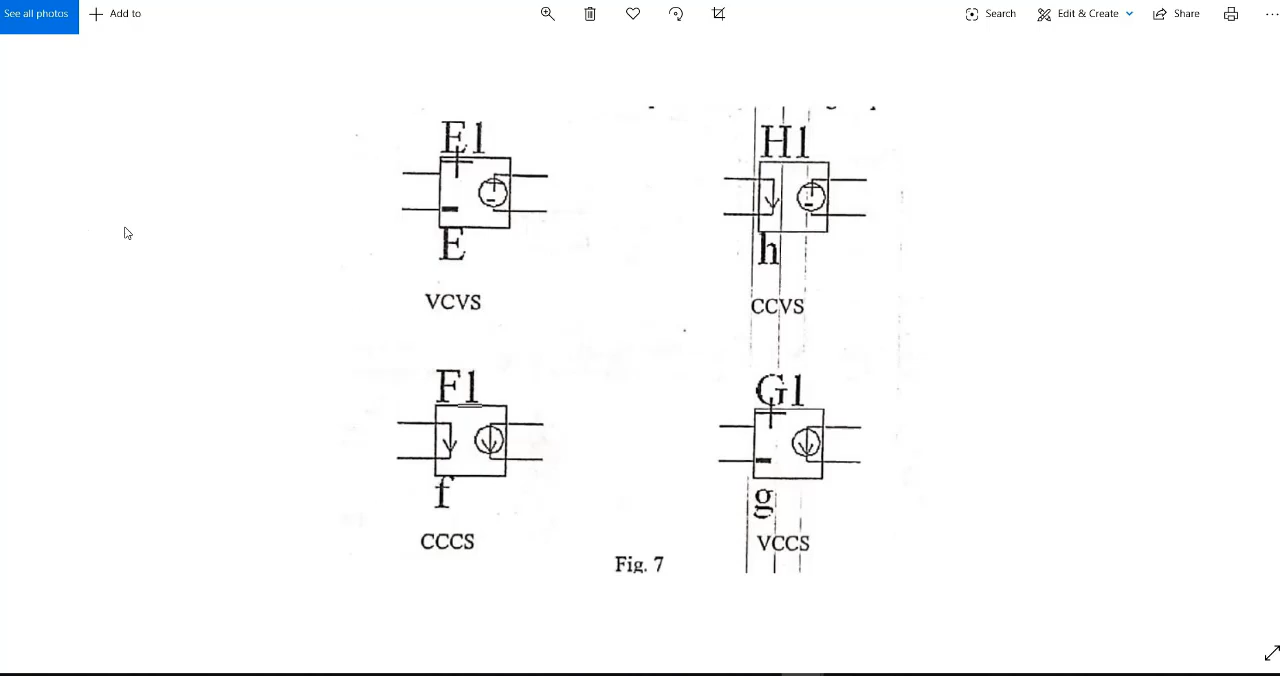 See all photos
Add to
Search
Edit & Create
Share
E1
E
VCVS
H1
h
CCVS
F1
f
CCCS
G1
g
VCCS
Fig. 7